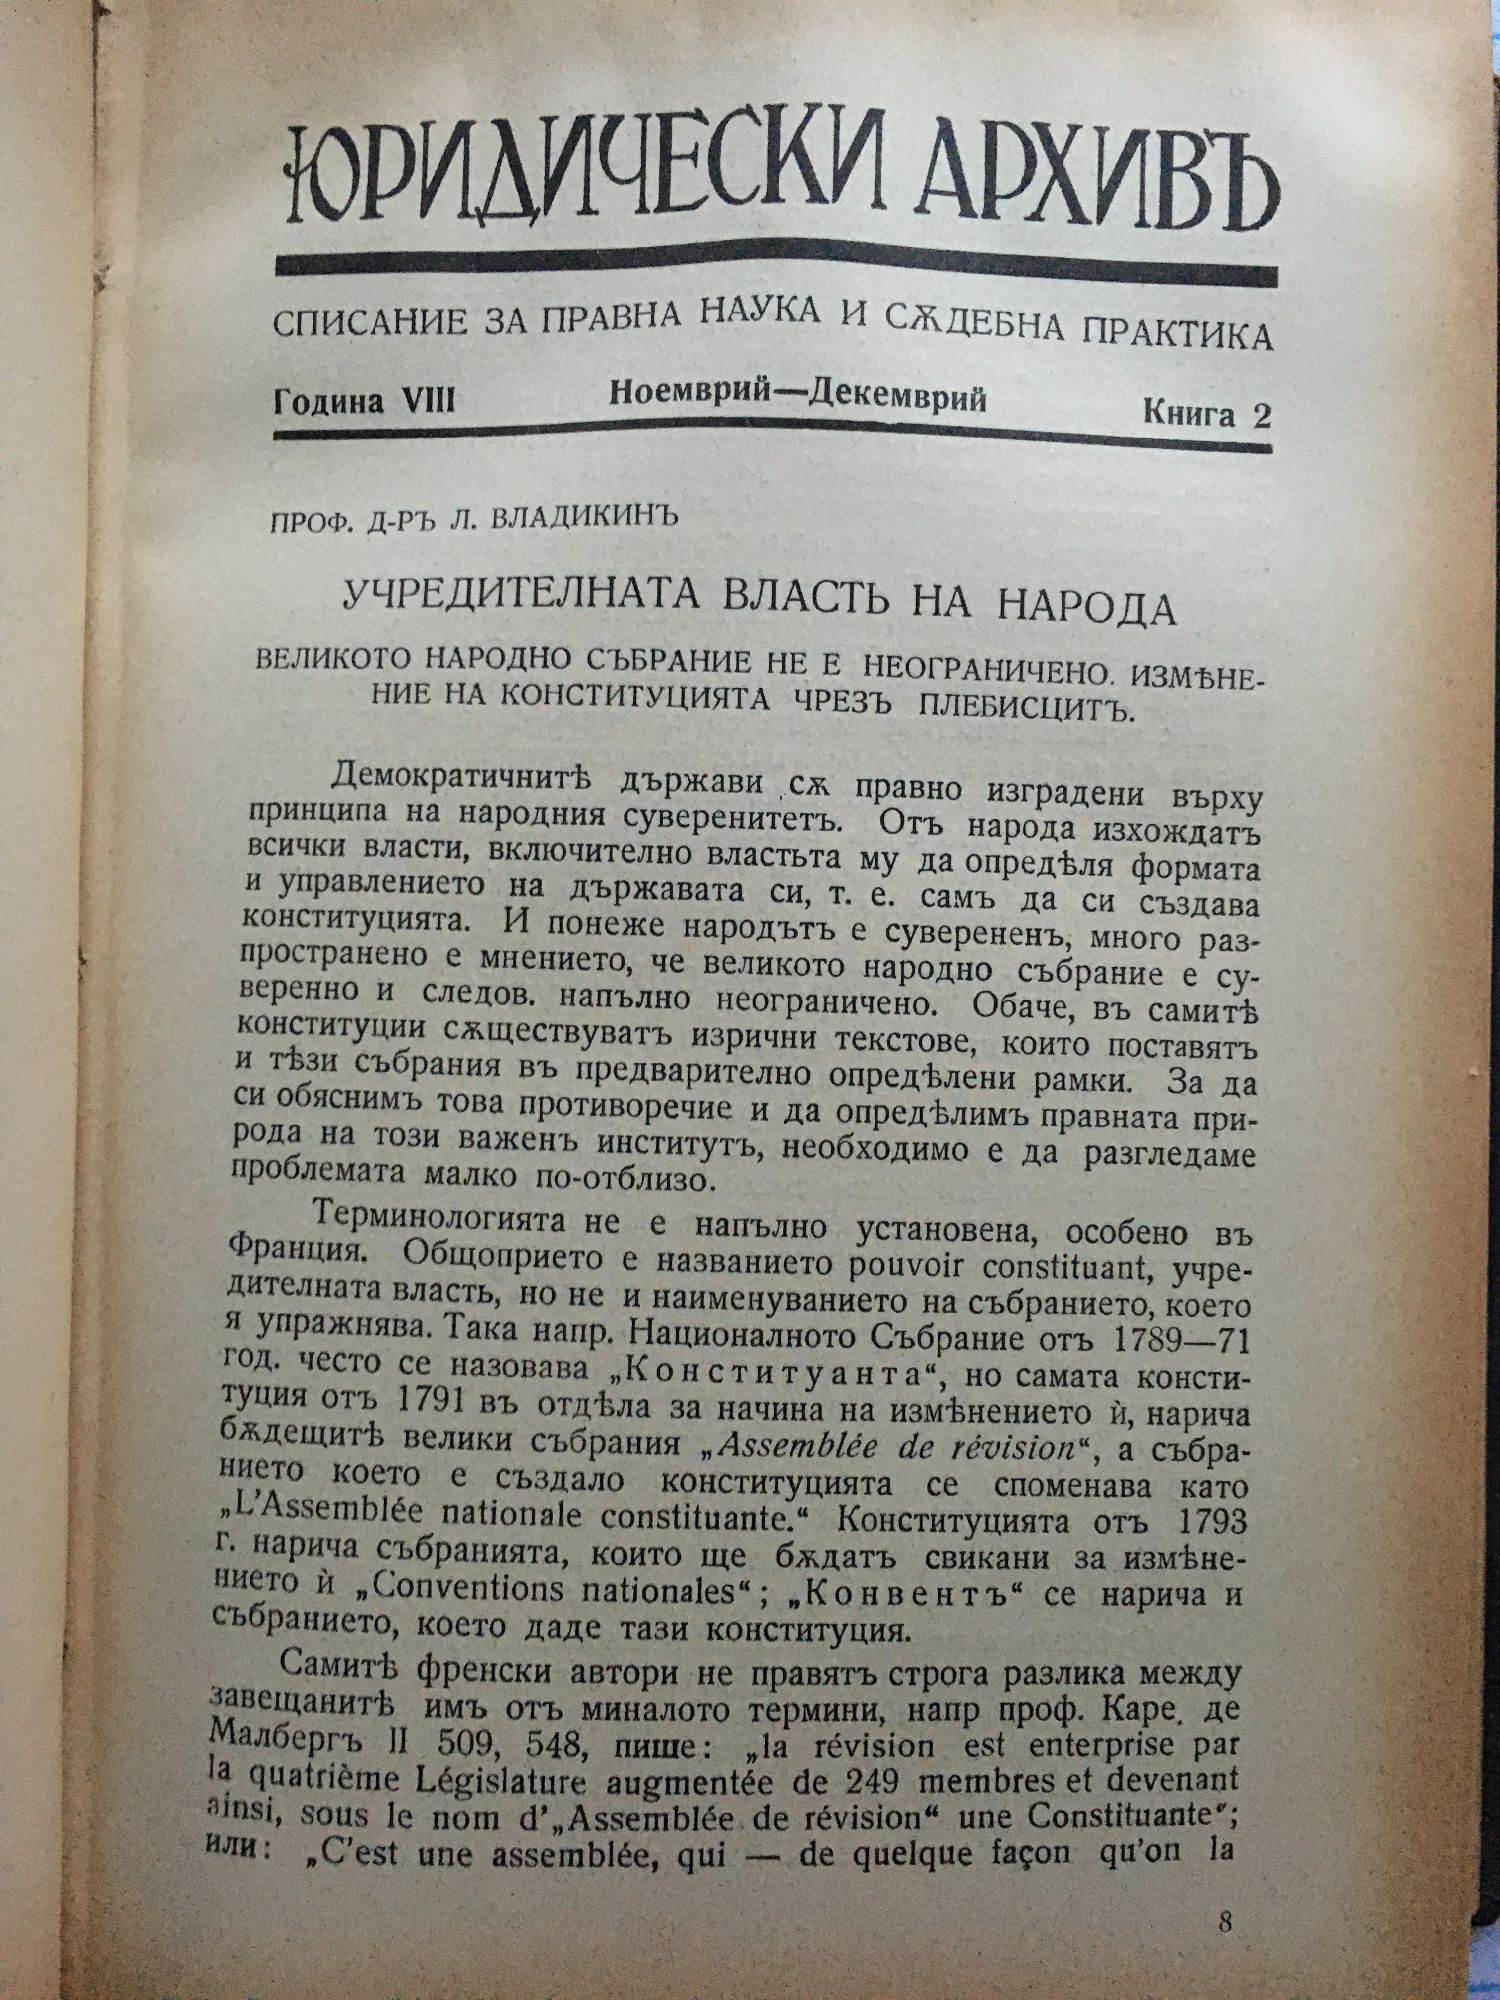 ЮРИДИЧЕСКИ АРХИВЪ
СПИСАНИЕ ЗА ПРАВНА НАУКА И СѪДЕБНА ПРАКТИКА
Година VIII Ноемврий—Декемврий Книга 2
ПРОФ. Д-РЪ Л. ВЛАДИКИНЪ
УЧРЕДИТЕЛНАТА ВЛАСТЬ НА НАРОДА
ВЕЛИКОТО НАРОДНО СЪБРАНИЕ НЕ Е НЕОГРАНИЧЕНО. ИЗМѢНЕ-
НИЕ НА КОНСТИТУЦИЯТА ЧРЕЗЪ ПЛЕБИСЦИТЪ.
Демократичнитѣ държави сѫ правно изградени върху
принципа на народния суверенитетъ. Отъ народа изхождатъ
всички власти, включително властьта му да опредѣля формата
и управлението на държавата си, т. е. самъ да си създава
конституцията. И понеже народътъ е суверененъ, много раз-
пространено е мнението, че великото народно събрание е су-
веренно и следов. напълно неограничено. Обаче, въ самитѣ
конституции сѫществуватъ изрични текстове, които поставятъ
и тѣзи събрания въ предварително опредѣлени рамки. За да
си обяснимъ това противоречие и да опредѣлимъ правната при-
рода на този важенъ институтъ, необходимо е да разгледаме
проблемата малко по-отблизо.
Терминологията не е напълно установена, особено въ
Франция. Общоприето е названието pouvoir constituant, учре-
дителната власть, но не и наименуванието на събранието, което
я упражнява. Така напр. Националното Събрание отъ 1789—71
год. често се назовава „Конституанта“, но самата консти-
туция отъ 1791 въ отдѣла за начина на измѣнението ѝ, нарича
бѫдещитѣ велики събрания „Assemblée de révision“, а събра-
нието което е създало конституцията се споменава като
„L'Assemblée nationale constituante.“ Конституцията отъ 1793
г. нарича събранията, които ще бѫдатъ свикани за измѣне-
нието ѝ „Conventions nationales“; „Конвентъ“ се нарича и
събранието, което даде тази конституция.
Самитѣ френски автори не правятъ строга разлика между
завещанитѣ имъ отъ миналото термини, напр проф. Каре. де
Малбергъ II 509, 548, пише: „la révision est enterprise par
la quatrième Législature augmentée de 249 membres et devenant
ainsi, sous le nom d'„Assemblée de révision“ une Constituante“;
или: „C'est une assemblée, qui — de quelque façon qu'on la
8